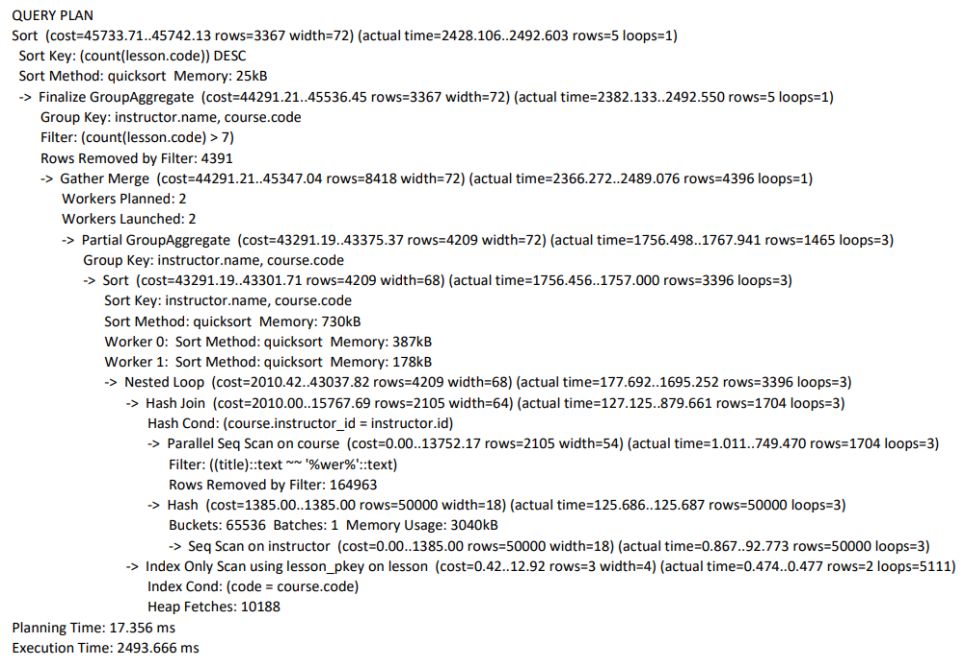 QUERY PLAN
Sort (cost=45733.71..45742.13 rows=3367 width=72) (actual time=2428.106..2492.603 rows=5 loops=1)
Sort Key: (count(lesson.code)) DESC
Sort Method: quicksort Memory: 25kB
-> Finalize GroupAggregate (cost=44291.21..45536.45 rows=3367 width=72) (actual time=2382.133..2492.550 rows=5 loops=1)
Group Key: instructor.name, course.code
Filter: (count(lesson.code) > 7)
Rows Removed by Filter: 4391
-> Gather Merge (cost=44291.21..45347.04 rows=8418 width=72) (actual time=2366.272..2489.076 rows=4396 loops=1)
Workers Planned: 2
Workers Launched: 2
-> Partial GroupAggregate (cost=43291.19..43375.37 rows=4209 width=72) (actual time=1756.498..1767.941 rows=1465 loops=3)
Group Key: instructor.name, course.code
-> Sort (cost=43291.19..43301.71 rows=4209 width=68) (actual time=1756.456..1757.000 rows=3396 loops=3)
Sort Key: instructor.name, course.code
Sort Method: quicksort Memory: 730kB
Worker 0: Sort Method: quicksort Memory: 387kB
Worker 1: Sort Method: quicksort Memory: 178kB
-> Nested Loop (cost=2010.42..43037.82 rows=4209 width=68) (actual time=177.692..1695.252 rows=3396 loops=3)
-> Hash Join (cost=2010.00..15767.69 rows=2105 width=64) (actual time=127.125..879.661 rows=1704 loops=3)
Hash Cond: (course.instructor_id = instructor.id)
-> Parallel Seq Scan on course (cost=0.00..13752.17 rows=2105 width=54) (actual time=1.011..749.470 rows=1704 loops=3)
Filter: ((title)::text ~~ '%wer%'::text)
Rows Removed by Filter: 164963
-> Hash (cost=1385.00..1385.00 rows=50000 width=18) (actual time=125.686..125.687 rows=50000 loops=3)
Buckets: 65536 Batches: 1 Memory Usage: 3040kB
-> Seq Scan on instructor (cost=0.00..1385.00 rows=50000 width=18) (actual time=0.867..92.773 rows=50000 loops=3)
-> Index Only Scan using lesson_pkey on lesson (cost=0.42..12.92 rows=3 width=4) (actual time=0.474..0.477 rows=2 loops=5111)
Index Cond: (code = course.code)
Heap Fetches: 10188
Planning Time: 17.356 ms
Execution Time: 2493.666 ms